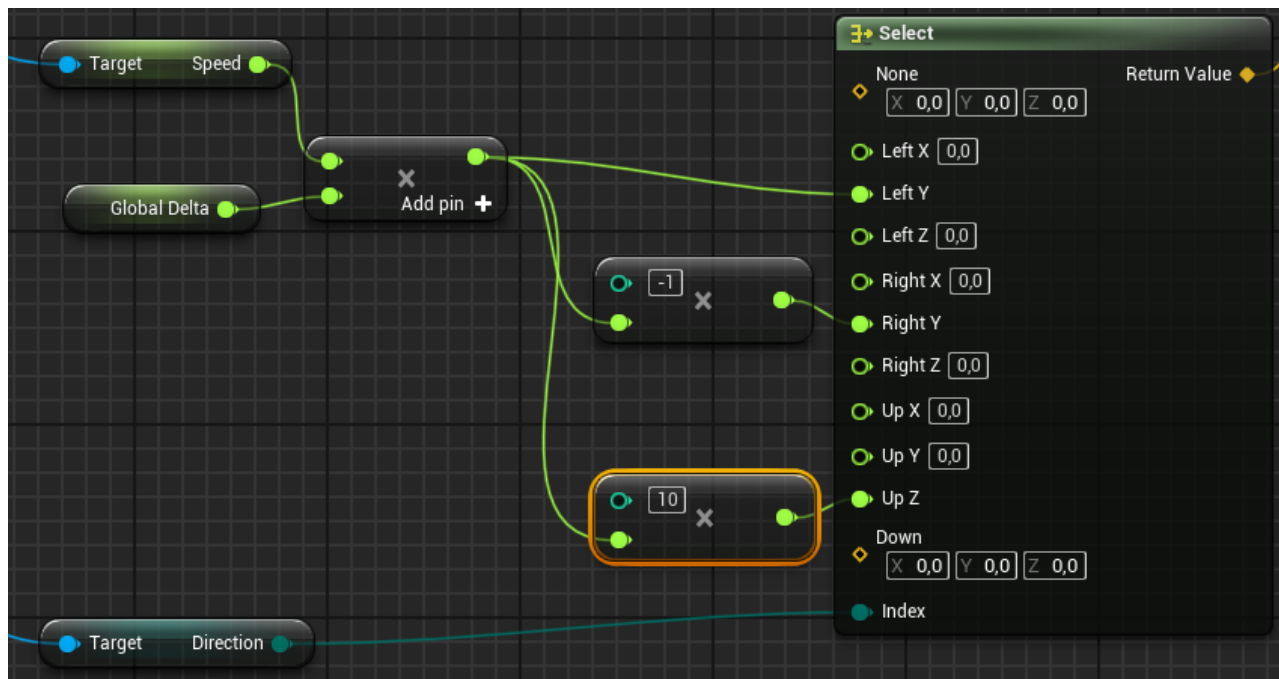 Target Speed
Global Delta
×
Add pin +
-1 ×
10 ×
Target Direction
Select
None Return Value
X 0,0 Y 0,0 Z 0,0
Left X 0,0
Left Y
Left Z 0,0
Right X 0,0
Right Y
Right Z 0,0
Up X 0,0
Up Y 0,0
Up Z
Down
X 0,0 Y 0,0 Z 0,0
Index